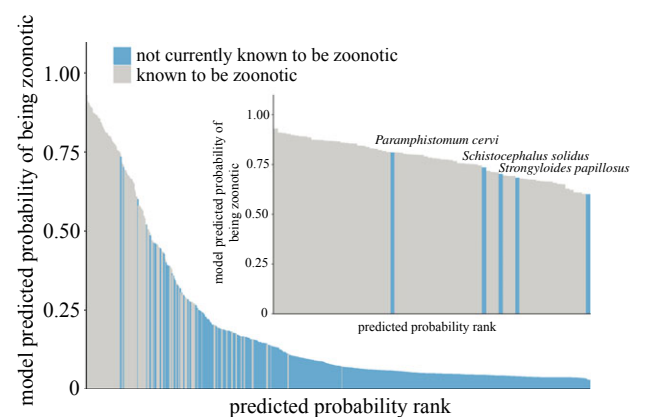 model predicted probability of being zoonotic
1.00
0.75
0.50
0.25
0
not currently known to be zoonotic
known to be zoonotic
model predicted probability of
being zoonotic
1.00
0.75
0.50
0.25
0
Paramphistomum cervi
Schistocephalus solidus
Strongyloides papillosus
predicted probability rank
predicted probability rank